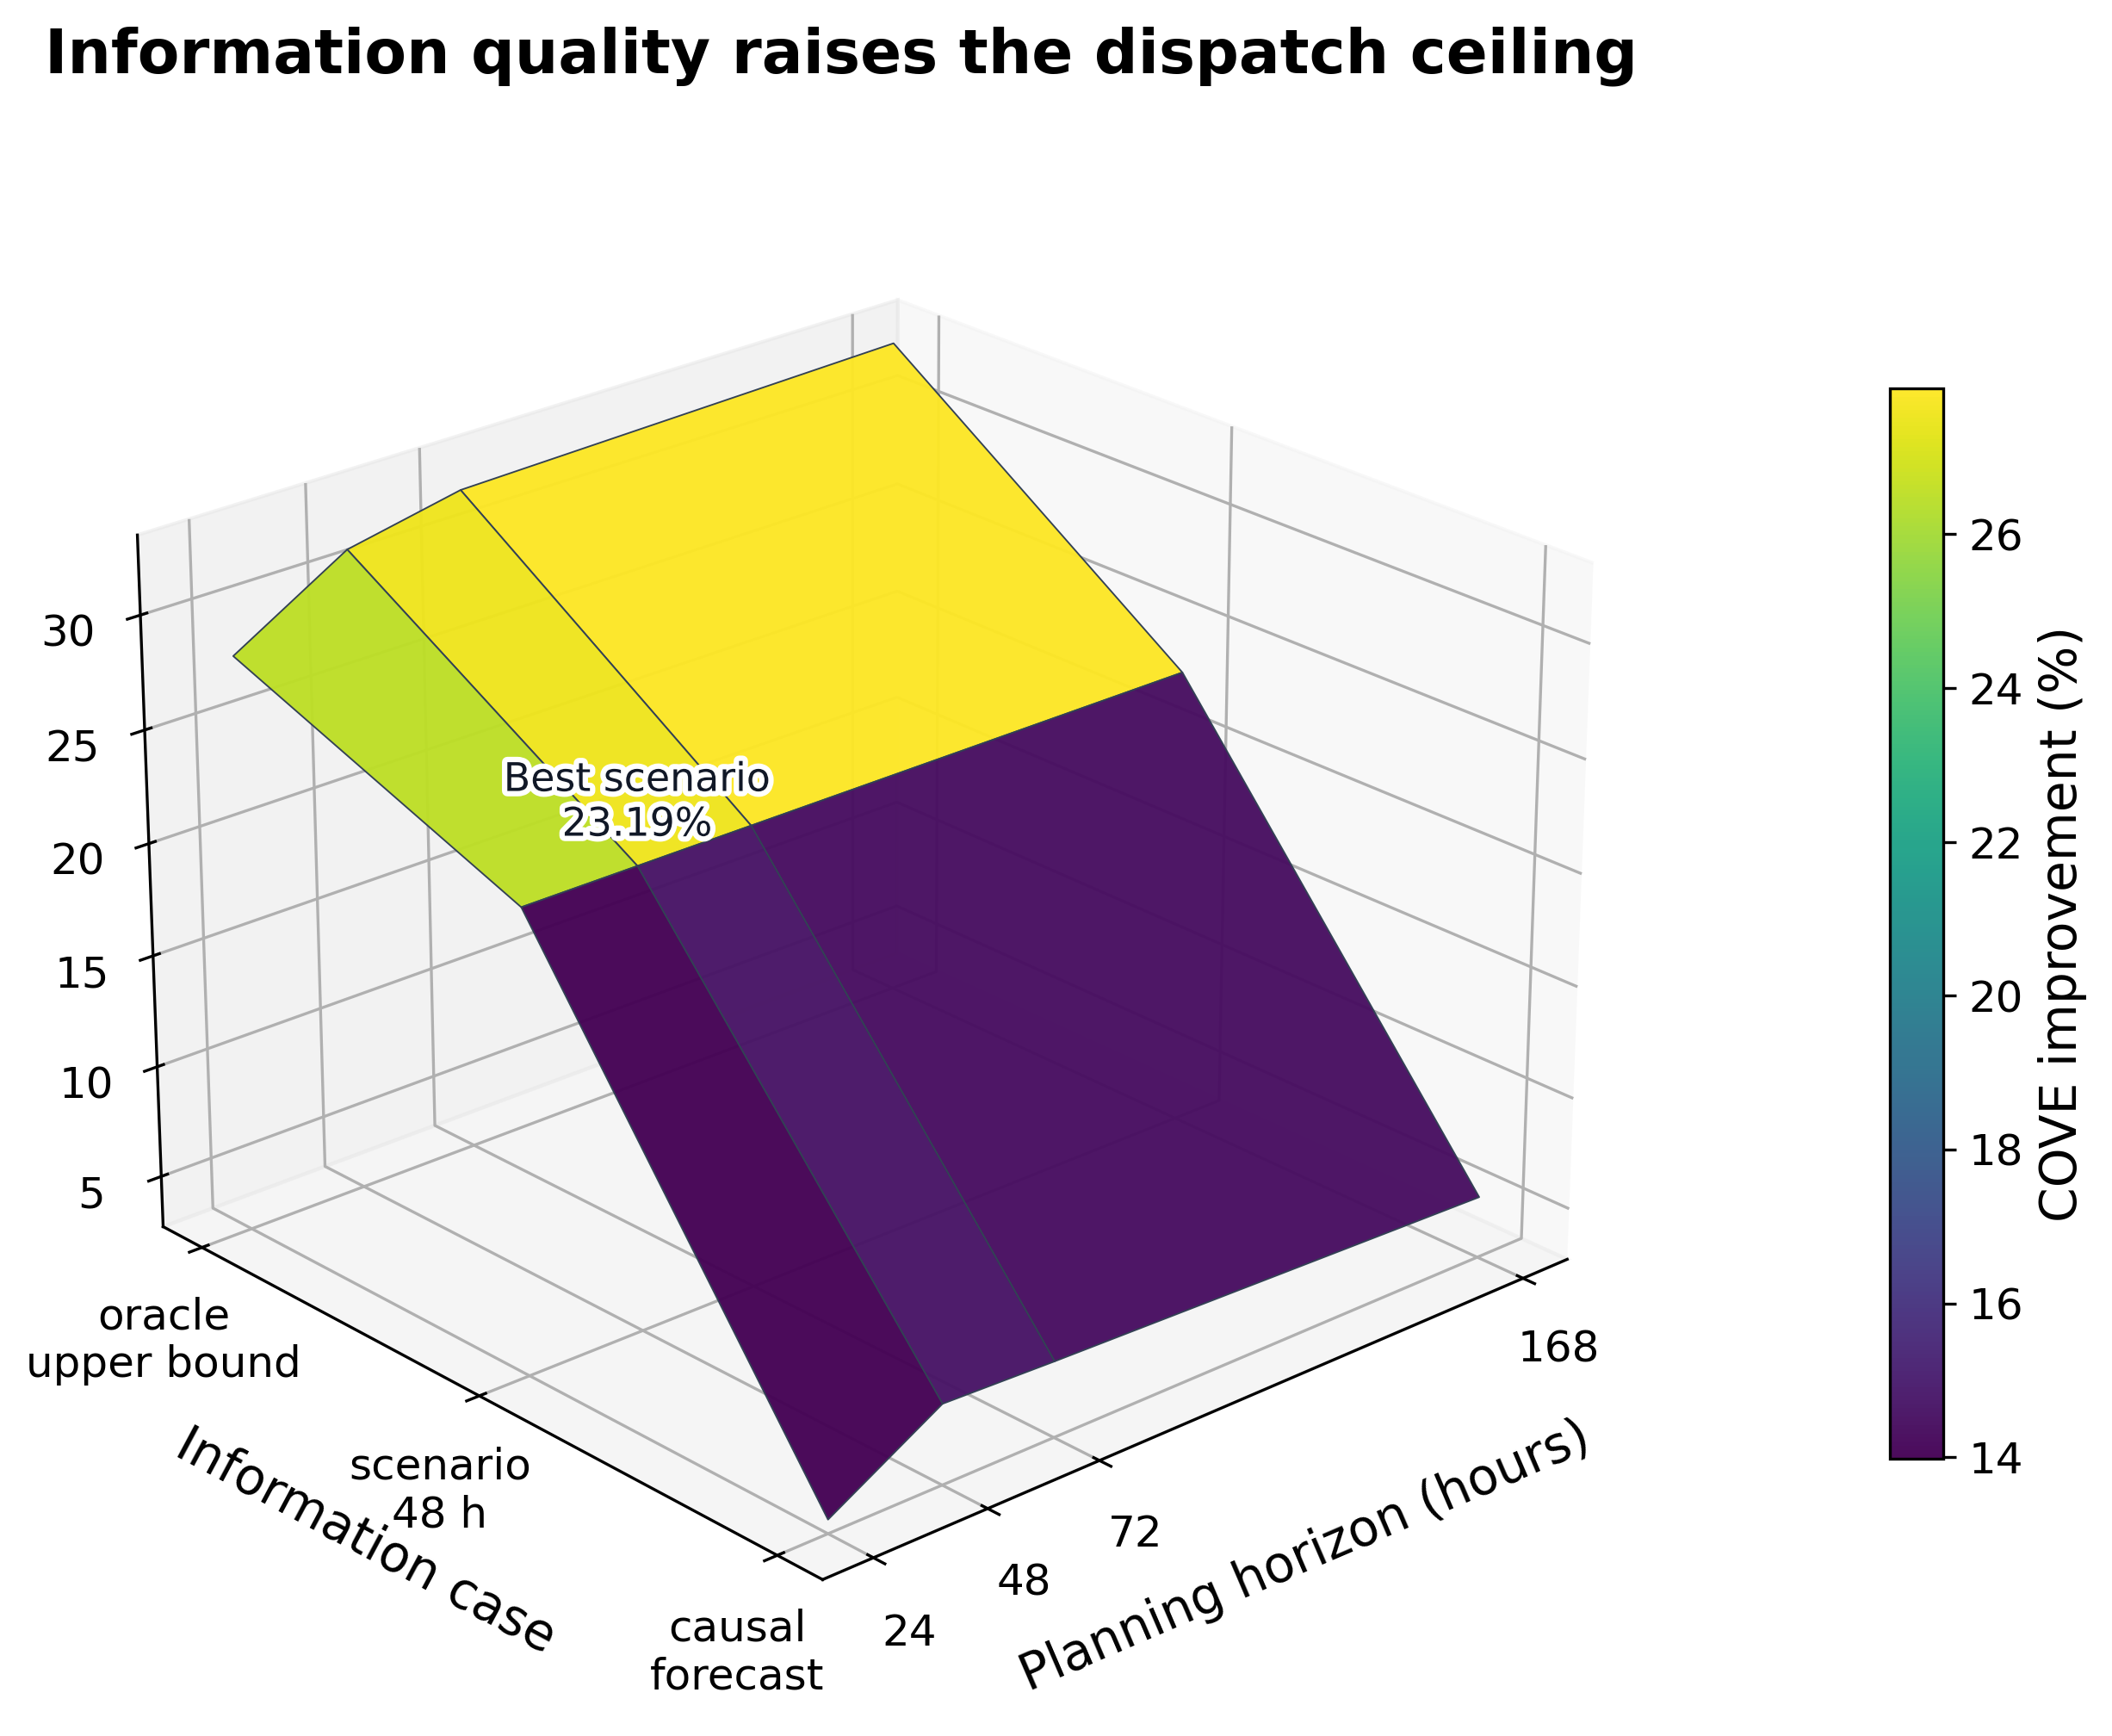 Information quality raises the dispatch ceiling
30
25
20
15
10
5
Best scenario
23.19%
oracle
upper bound
scenario
48 h
causal
forecast
Information case
24
48
72
168
Planning horizon (hours)
26
24
22
20
18
16
14
COVE improvement (%)